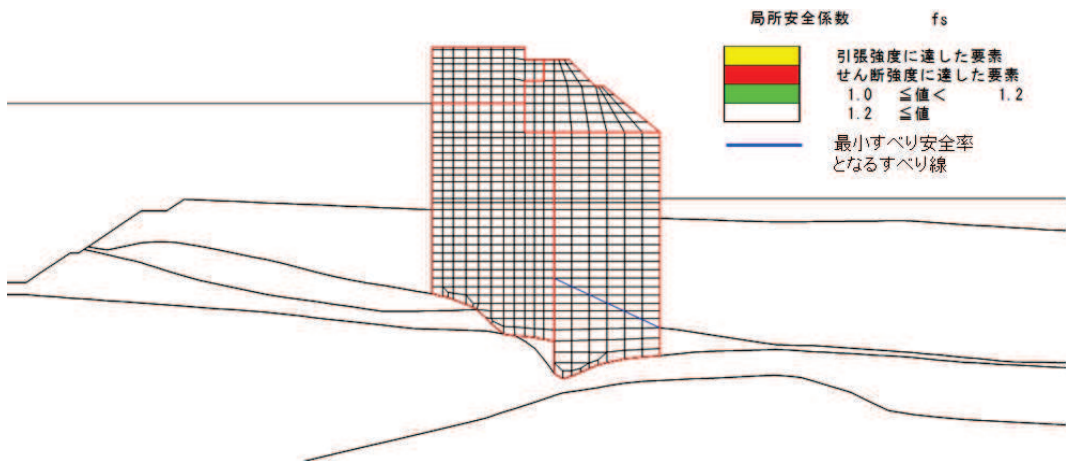 局所安全係数 fs
引張強度に達した要素
せん断強度に達した要素
1.0 ≦値< 1.2
1.2 ≦値
最小すべり安全率
となるすべり線